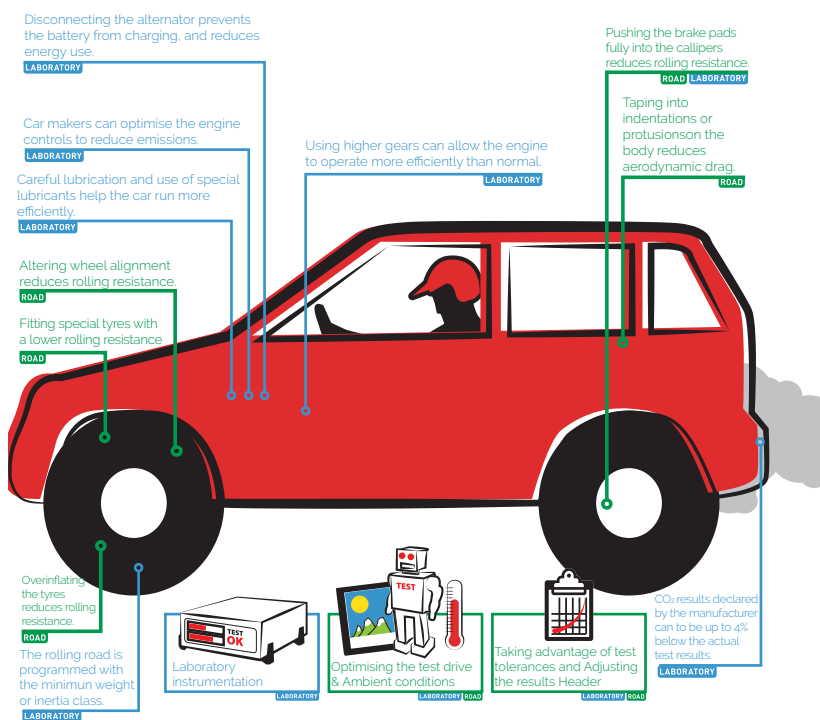 Disconnecting the alternator prevents
the battery from charging, and reduces
energy use.
LABORATORY
Car makers can optimise the engine
controls to reduce emissions.
LABORATORY
Careful lubrication and use of special
lubricants help the car run more
efficiently.
LABORATORY
Altering wheel alignment
reduces rolling resistance.
ROAD
Fitting special tyres with
a lower rolling resistance
ROAD
Using higher gears can allow the engine
to operate more efficiently than normal.
LABORATORY
Pushing the brake pads
fully into the callipers
reduces rolling resistance.
ROAD LABORATORY
Taping into
indentations or
protusionson the
body reduces
aerodynamic drag.
ROAD
Overinflating
the tyres
reduces rolling
resistance.
ROAD
The rolling road is
programmed with
the minimun weight
or inertia class.
LABORATORY
TEST
OK
Laboratory
instrumentation
LABORATORY
TEST
Optimising the test drive
& Ambient conditions
LABORATORY ROAD
Taking advantage of test
tolerances and Adjusting
the results Header
LABORATORY ROAD
CO₂ results declared
by the manufacturer
can to be up to 4%
below the actual
test results.
LABORATORY